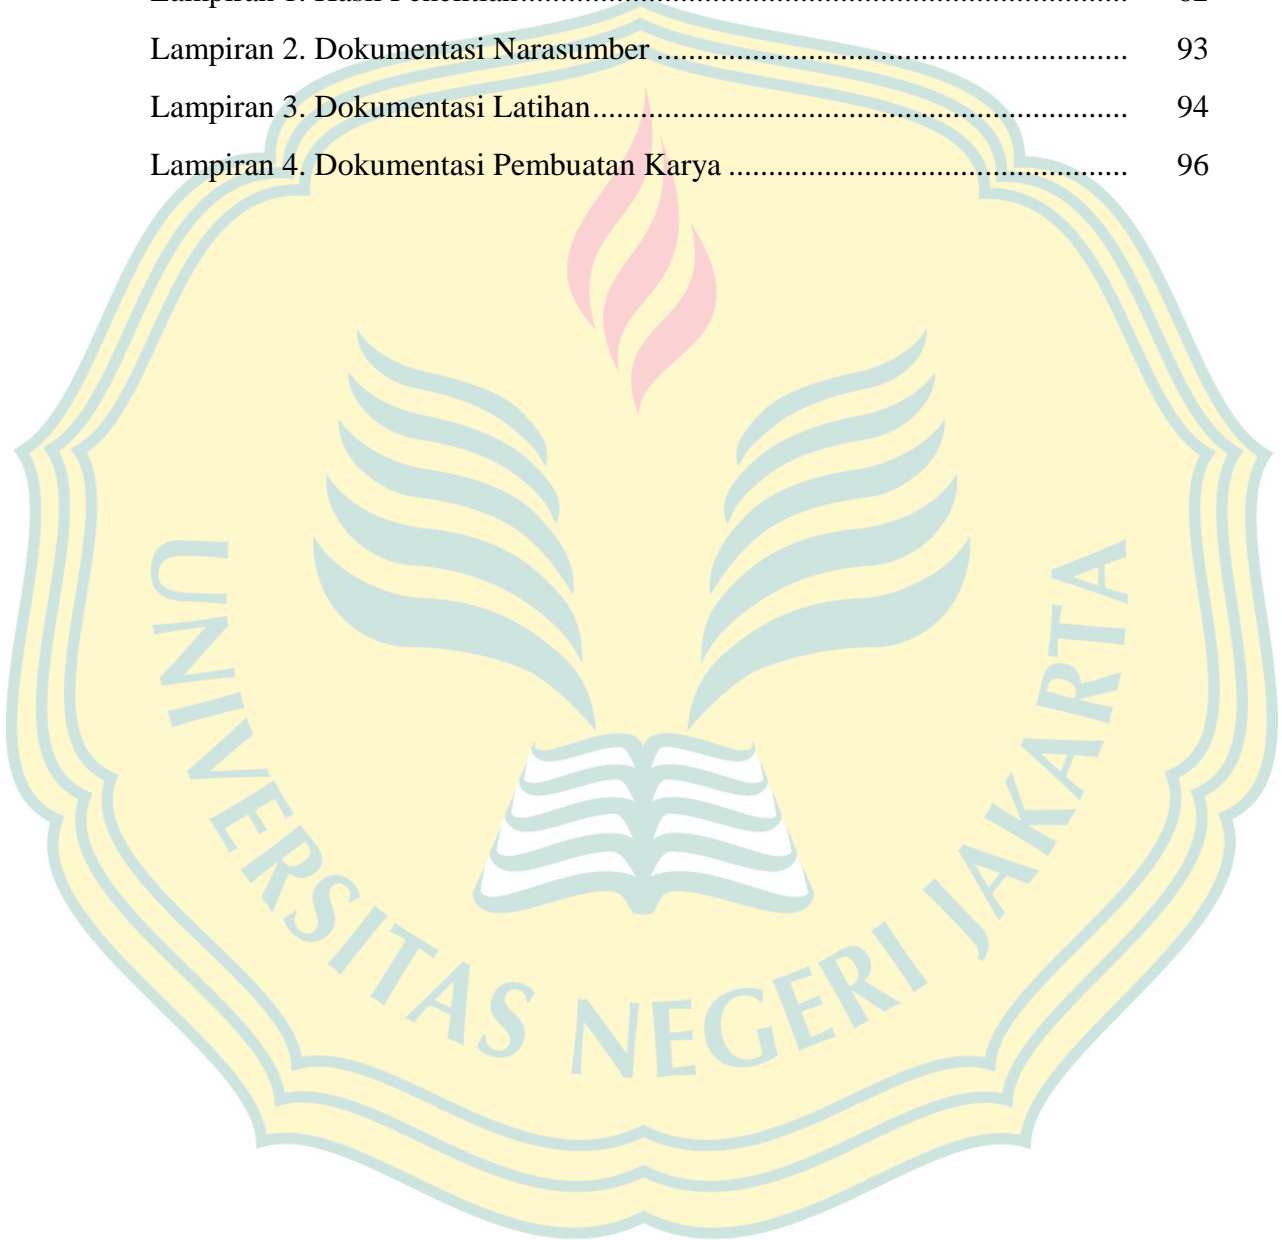 Lampiran 2. Dokumentasi Narasumber ........................................................... 93
Lampiran 3. Dokumentasi Latihan................................................................... 94
Lampiran 4. Dokumentasi Pembuatan Karya .................................................. 96
UNIVERSITAS NEGERI JAKARTA